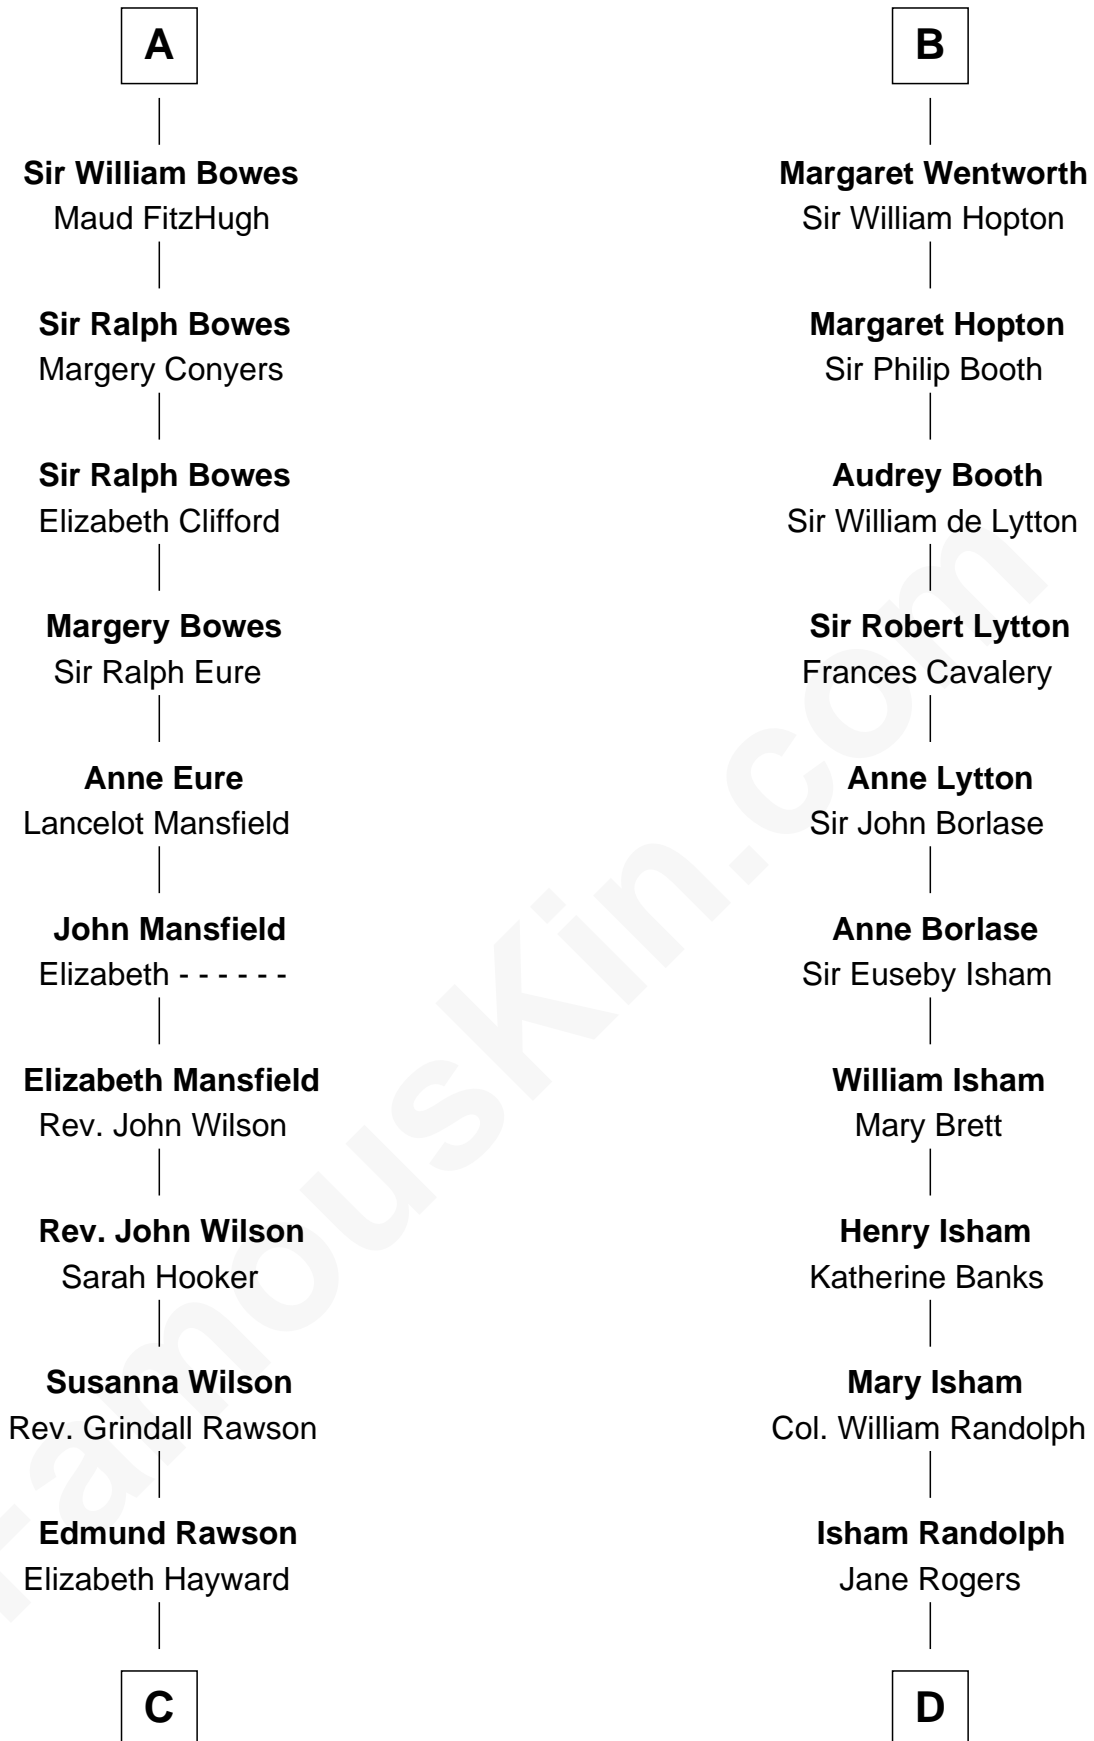 A
Sir William Bowes
Maud FitzHugh
Sir Ralph Bowes
Margery Conyers
Sir Ralph Bowes
Elizabeth Clifford
Margery Bowes
Sir Ralph Eure
Anne Eure
Lancelot Mansfield
John Mansfield
Elizabeth - - - - - -
Elizabeth Mansfield
Rev. John Wilson
Rev. John Wilson
Sarah Hooker
Susanna Wilson
Rev. Grindall Rawson
Edmund Rawson
Elizabeth Hayward
C
B
Margaret Wentworth
Sir William Hopton
Margaret Hopton
Sir Philip Booth
Audrey Booth
Sir William de Lytton
Sir Robert Lytton
Frances Cavalery
Anne Lytton
Sir John Borlase
Anne Borlase
Sir Euseby Isham
William Isham
Mary Brett
Henry Isham
Katherine Banks
Mary Isham
Col. William Randolph
Isham Randolph
Jane Rogers
D
FamousKin.com